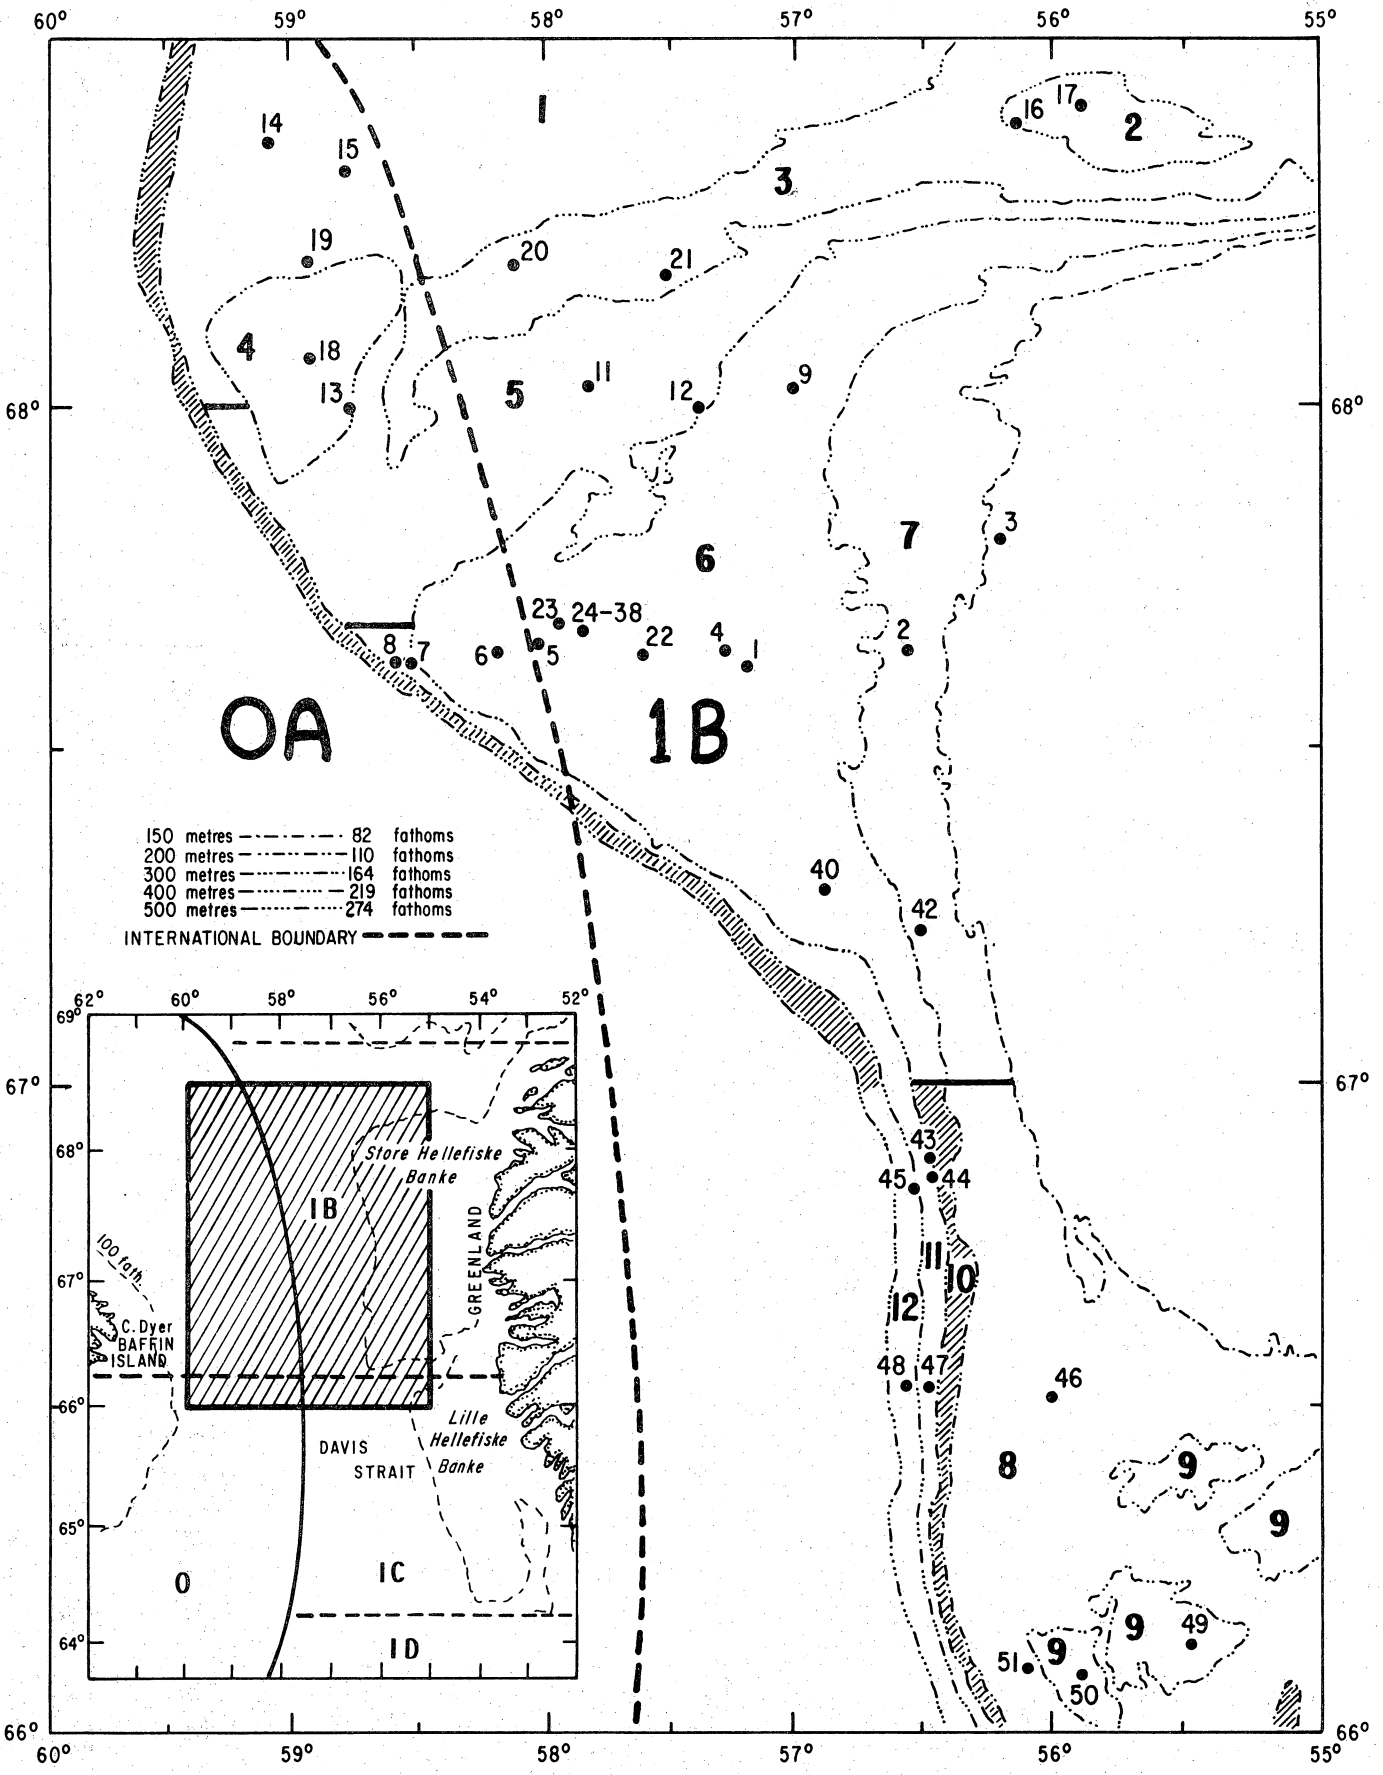 60° 59° 58° 57° 56° 55°
1
17
16
2
14
15
3
19
20
21
4
18
11
9
5
12
13
68° 68°
7
3
6
23 24-38
22 4 2
8 7 6 5 1
0A 1B
150 metres 82 fathoms
200 metres 110 fathoms
300 metres 164 fathoms
400 metres 219 fathoms
500 metres 274 fathoms
INTERNATIONAL BOUNDARY
40
42
62° 60° 58° 56° 54° 52°
69°
67° 67°
43
45 44
68°
Store Hellefiske
Banke
1B
GREENLAND
100 fath.
67°
C. Dyer
BAFFIN
ISLAND
66°
Lille
Hellefiske
Banke
DAVIS
STRAIT
65°
1C
0
64°
1D
11
10
12
48 47
46
8
9
9
9
49
51 9
50
66° 66°
60° 59° 58° 57° 56° 55°